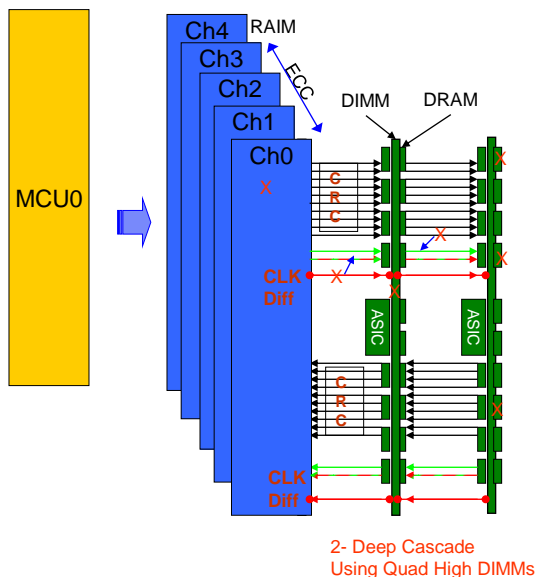 Ch4
RAIM
Ch3
ECC
Ch2
Ch1
DIMM
DRAM
Ch0
MCU0
X
X
C
R
C
X
X
X
CLK
Diff
X
ASIC
ASIC
C
R
C
X
CLK
Diff
2- Deep Cascade
Using Quad High DIMMs